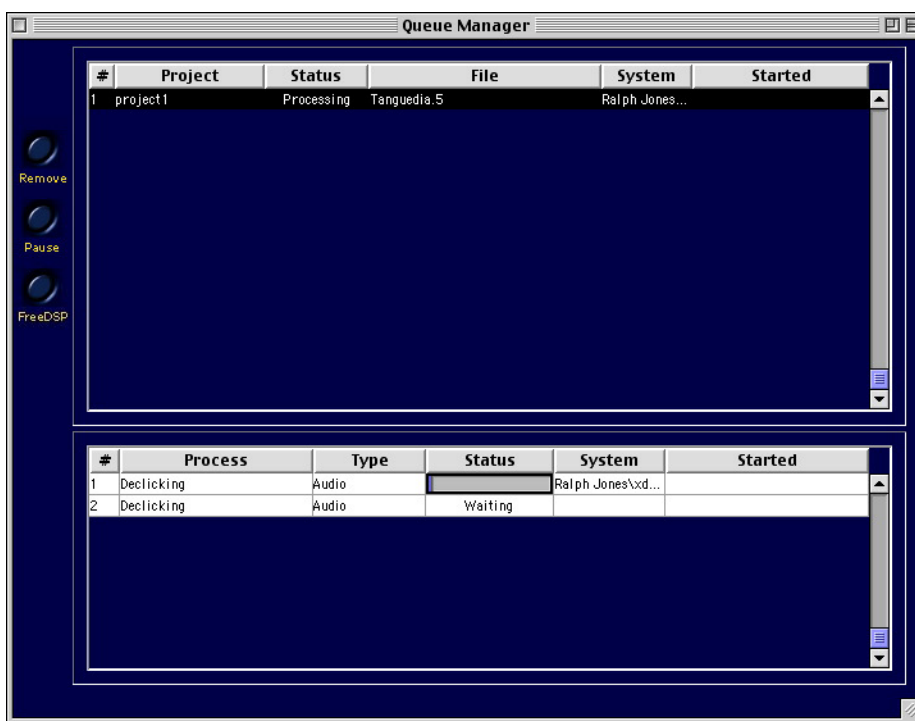 Queue Manager
# Project Status File System Started
1 project1 Processing Tanguedia.5 Ralph Jones...
Remove
Pause
FreeDSP
# Process Type Status System Started
1 Declicking Audio Ralph Jones\xd...
2 Declicking Audio Waiting